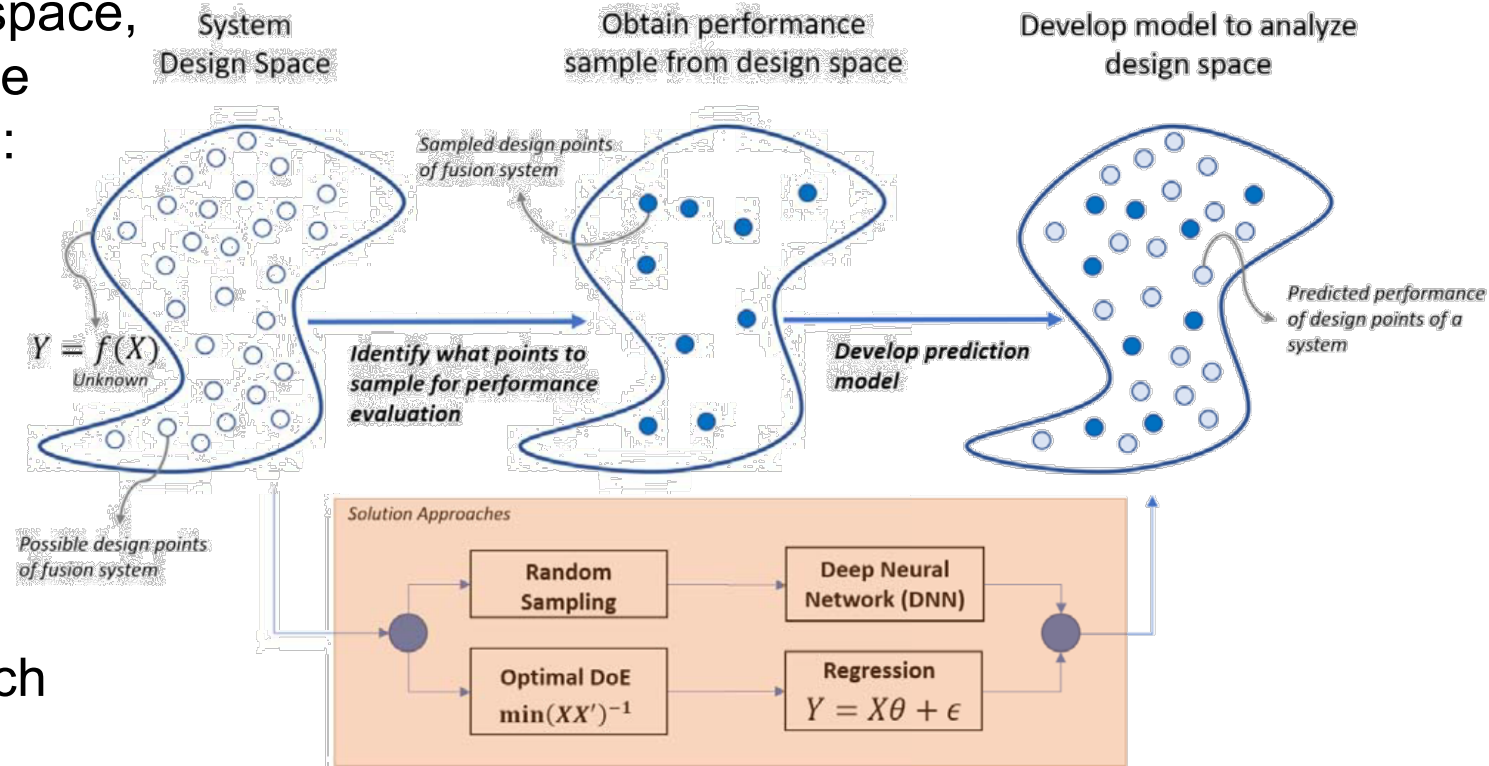 space,
e
:
System
Design Space
Obtain performance
sample from design space
Develop model to analyze
design space
Sampled design points
of fusion system
Y = f(X)
Unknown
Identify what points to
sample for performance
evaluation
Develop prediction
model
Predicted performance
of design points of a
system
Possible design points
of fusion system
Solution Approaches
Random
Sampling
Deep Neural
Network (DNN)
Optimal DoE
min(XX′)⁻¹
Regression
Y = Xθ + ϵ
ch